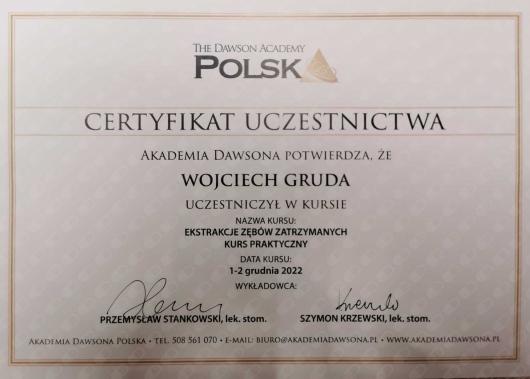 THE DAWSON ACADEMY
POLSKA
CERTYFIKAT UCZESTNICTWA
AKADEMIA DAWSONA POTWIERDZA, ŻE
WOJCIECH GRUDA
UCZESTNICZYŁ W KURSIE
NAZWA KURSU:
EKSTRAKCJE ZĘBÓW ZATRZYMANYCH
KURS PRAKTYCZNY
DATA KURSU:
1-2 grudnia 2022
WYKŁADOWCA:
PRZEMYSŁAW STANKOWSKI, lek. stom. SZYMON KRZEWSKI, lek. stom.
AKADEMIA DAWSONA POLSKA • TEL. 508 561 070 • E-MAIL: BIURO@AKADEMIADAWSONA.PL • WWW.AKADEMIADAWSONA.PL